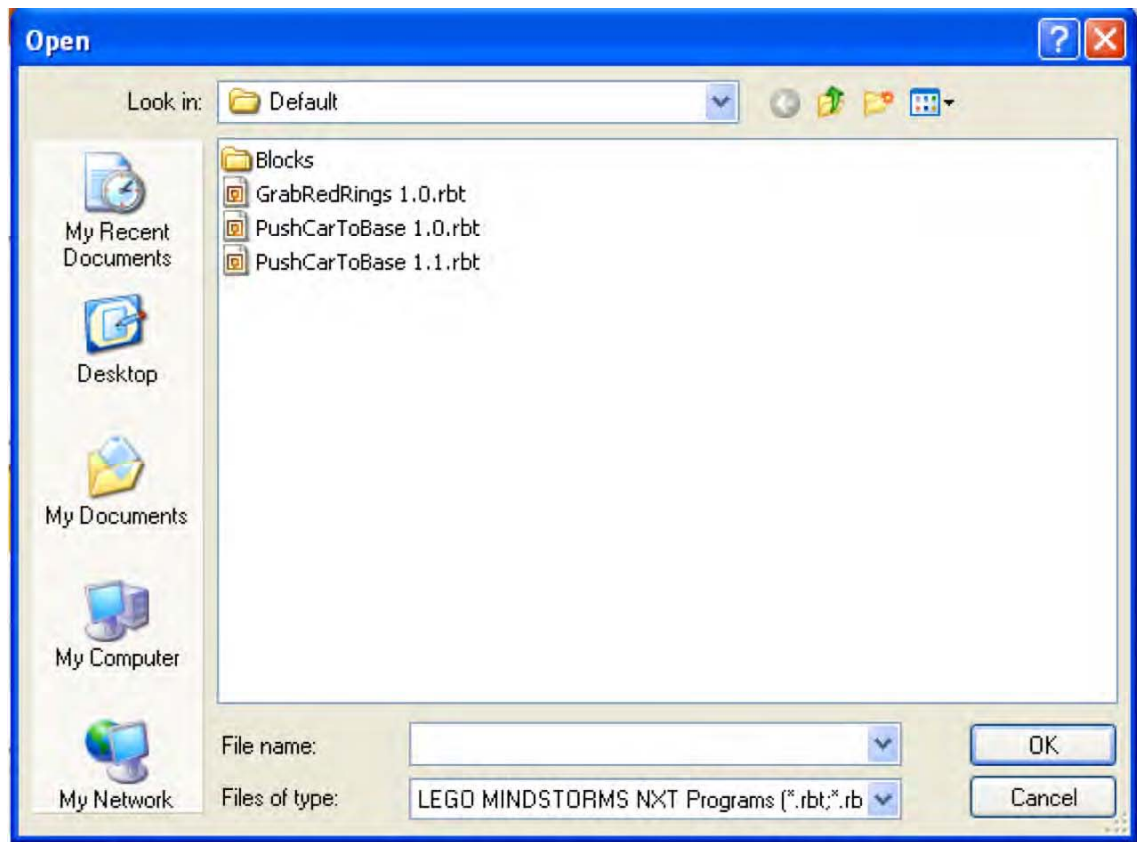 Open
Look in: Default
Blocks
GrabRedRings 1.0.rbt
PushCarToBase 1.0.rbt
PushCarToBase 1.1.rbt
My Recent
Documents
Desktop
My Documents
My Computer
My Network
File name:
OK
Files of type: LEGO MINDSTORMS NXT Programs (*.rbt;*.rb
Cancel